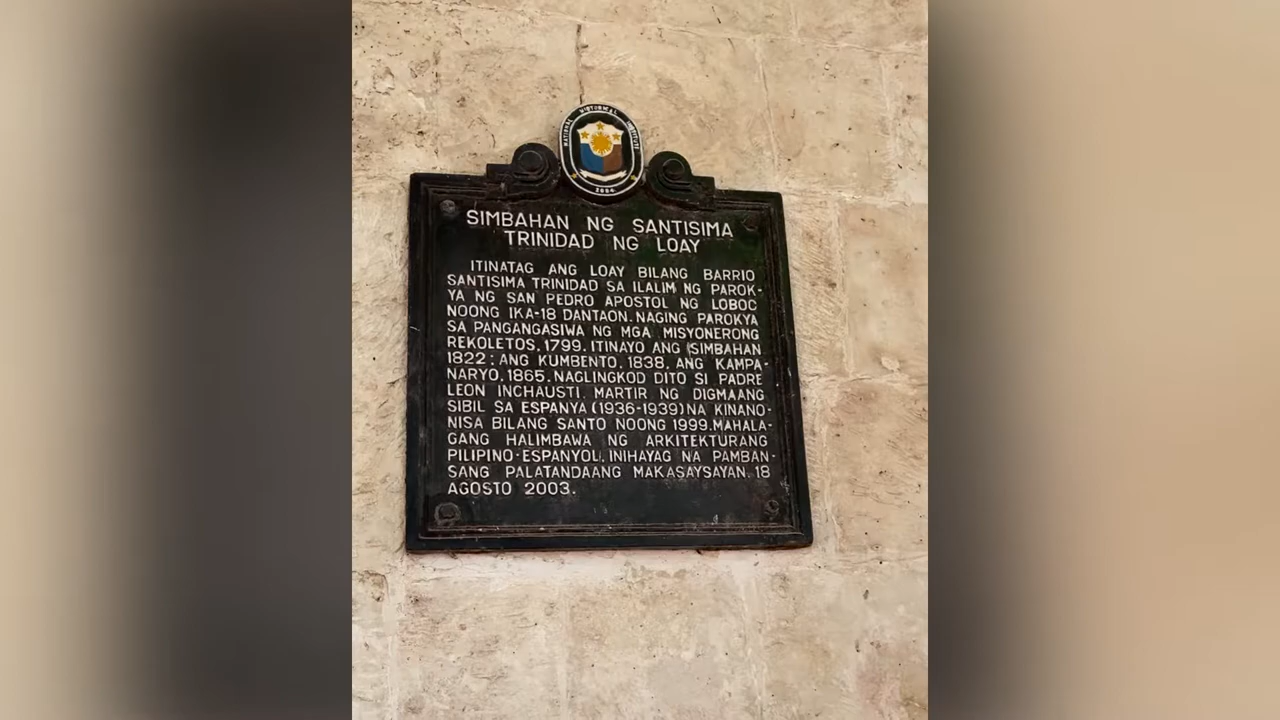 NATIONAL HISTORICAL INSTITUTE
2004
SIMBAHAN NG SANTISIMA
TRINIDAD NG LOAY
ITINATAG ANG LOAY BILANG BARRIO
SANTISIMA TRINIDAD SA ILALIM NG PAROK-
YA NG SAN PEDRO APOSTOL NG LOBOC
NOONG IKA-18 DANTAON. NAGING PAROKYA
SA PANGANGASIWA NG MGA MISYONERONG
REKOLETOS, 1799. ITINAYO ANG SIMBAHAN
1822; ANG KUMBENTO, 1838, ANG KAMPA-
NARYO, 1865. NAGLINGKOD DITO SI PADRE
LEON INCHAUSTI, MARTIR NG DIGMAANG
SIBIL SA ESPANYA (1936-1939) NA KINANO-
NISA BILANG SANTO NOONG 1999. MAHALA-
GANG HALIMBAWA NG ARKITEKTURANG
PILIPINO-ESPANYOL. INIHAYAG NA PAMBAN-
SANG PALATANDAANG MAKASAYSAYAN, 18
AGOSTO 2003.